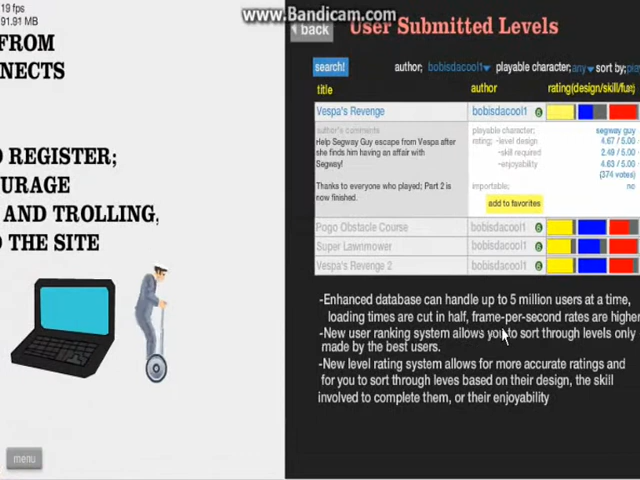 19 fps
91.91 MB
www.Bandicam.com
FROM
NNECTS
O REGISTER;
URAGE
AND TROLLING,
O THE SITE
menu
back
User Submitted Levels
search!
author; bobisdacool1 playable character; any sort by;
title author rating(design/skill/fun)
Vespa's Revenge bobisdacool1 6
author's comments
Help Segway Guy escape from Vespa after
she finds him having an affair with
Segway!
Thanks to everyone who played; Part 2 is
now finished.
playable character; segway guy
rating: ~level design 4.67 / 5.00
~skill required 2.49 / 5.00
~enjoyability 4.63 / 5.00
(374 votes)
importable; no
add to favorites
Pogo Obstacle Course bobisdacool1 6
Super Lawnmower bobisdacool1 6
Vespa's Revenge 2 bobisdacool1 6
-Enhanced database can handle up to 5 million users at a time,
loading times are cut in half, frame-per-second rates are higher
-New user ranking system allows you to sort through levels only
made by the best users.
-New level rating system allows for more accurate ratings and
for you to sort through leves based on their design, the skill
involved to complete them, or their enjoyability